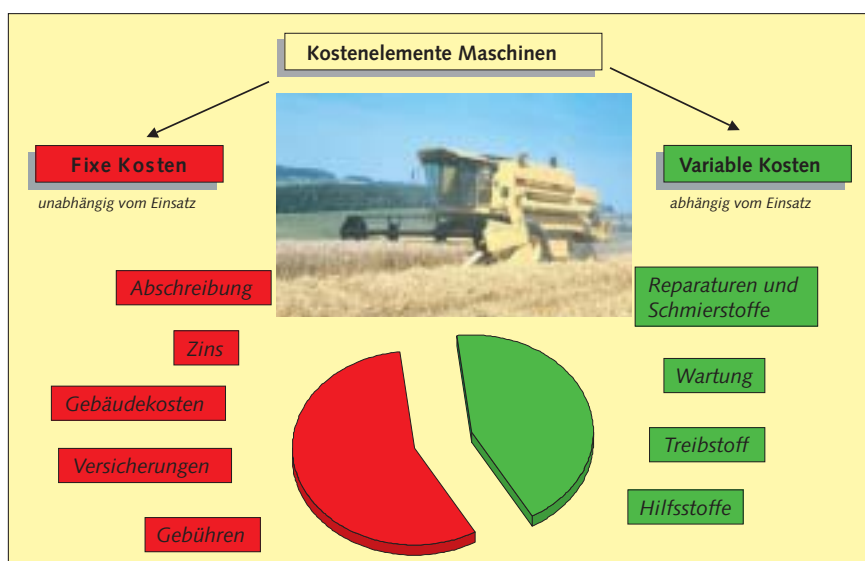 Kostenelemente Maschinen
Fixe Kosten
unabhängig vom Einsatz
Abschreibung
Zins
Gebäudekosten
Versicherungen
Gebühren
Variable Kosten
abhängig vom Einsatz
Reparaturen und
Schmierstoffe
Wartung
Treibstoff
Hilfsstoffe